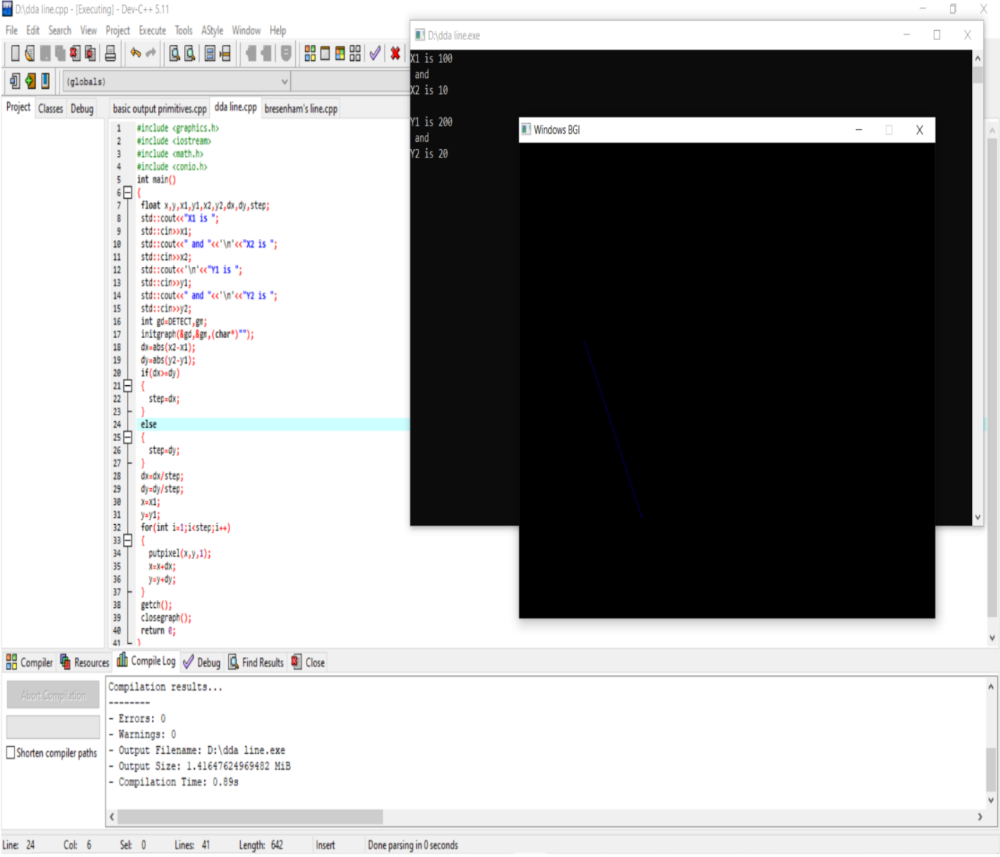 D:\dda line.cpp - [Executing] - Dev-C++ 5.11
File Edit Search View Project Execute Tools AStyle Window Help
(globals)
Project Classes Debug
basic output primitives.cpp dda line.cpp bresenham's line.cpp
1 #include <graphics.h>
2 #include <iostream>
3 #include <math.h>
4 #include <conio.h>
5 int main()
6 {
7 float x,y,x1,y1,x2,y2,dx,dy,step;
8 std::cout<<"X1 is ";
9 std::cin>>x1;
10 std::cout<<" and "<<'\n'<<"X2 is ";
11 std::cin>>x2;
12 std::cout<<'\n'<<"Y1 is ";
13 std::cin>>y1;
14 std::cout<<" and "<<'\n'<<"Y2 is ";
15 std::cin>>y2;
16 int gd=DETECT,gm;
17 initgraph(&gd,&gm,(char*)"");
18 dx=abs(x2-x1);
19 dy=abs(y2-y1);
20 if(dx>=dy)
21 {
22 step=dx;
23 }
24 else
25 {
26 step=dy;
27 }
28 dx=dx/step;
29 dy=dy/step;
30 x=x1;
31 y=y1;
32 for(int i=1;i<step;i++)
33 {
34 putpixel(x,y,1);
35 x=x+dx;
36 y=y+dy;
37 }
38 getch();
39 closegraph();
40 return 0;
41 }
D:\dda line.exe
X1 is 100
and
X2 is 10
Y1 is 200
and
Y2 is 20
Windows BGI
Compiler Resources Compile Log Debug Find Results Close
Abort Compilation
Shorten compiler paths
Compilation results...
--------
- Errors: 0
- Warnings: 0
- Output Filename: D:\dda line.exe
- Output Size: 1.41647624969482 MiB
- Compilation Time: 0.89s
Line: 24 Col: 6 Sel: 0 Lines: 41 Length: 642 Insert Done parsing in 0 seconds